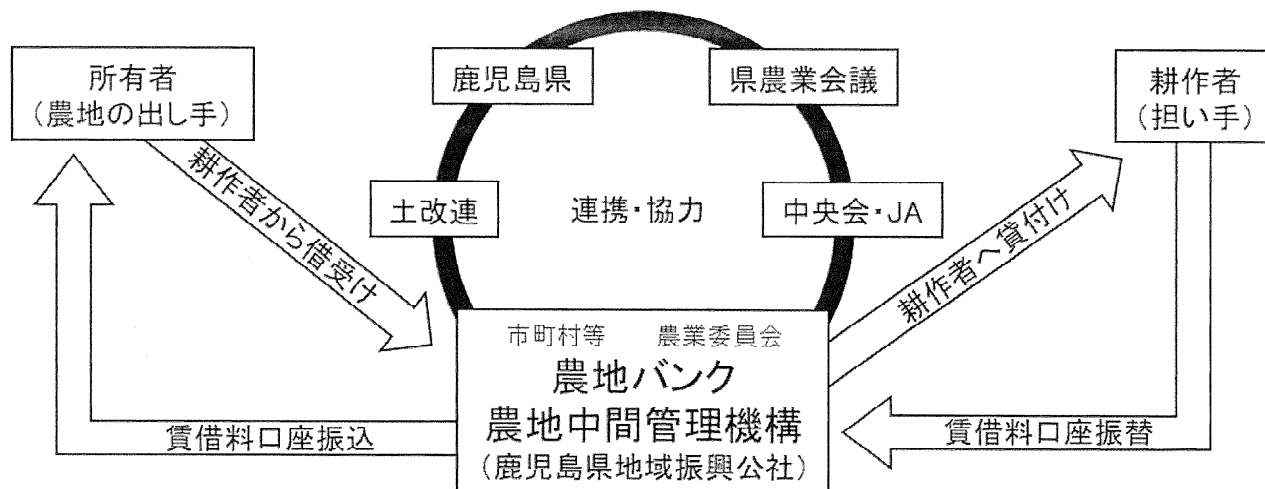 所有者
（農地の出し手）
鹿児島県
県農業会議
耕作者
（担い手）
耕作者から借受け
土改連
連携・協力
中央会・JA
耕作者へ貸付け
市町村等　農業委員会
農地バンク
農地中間管理機構
（鹿児島県地域振興公社）
賃借料口座振込
賃借料口座振替